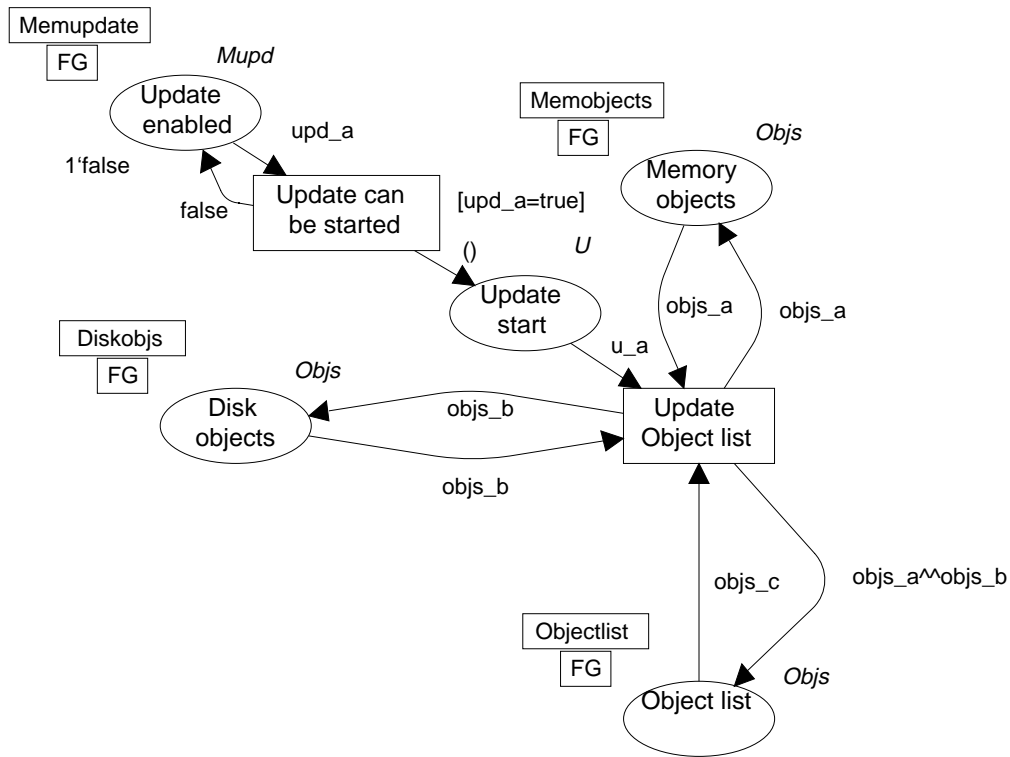 Memupdate
FG
Mupd
Update
enabled
upd_a
1‘false
false
Update can
be started
[upd_a=true]
()
U
Update
start
u_a
Memobjects
FG
Objs
Memory
objects
objs_a
objs_a
Diskobjs
FG
Objs
Disk
objects
objs_b
objs_b
Update
Object list
objs_c
objs_a^^objs_b
Objectlist
FG
Objs
Object list